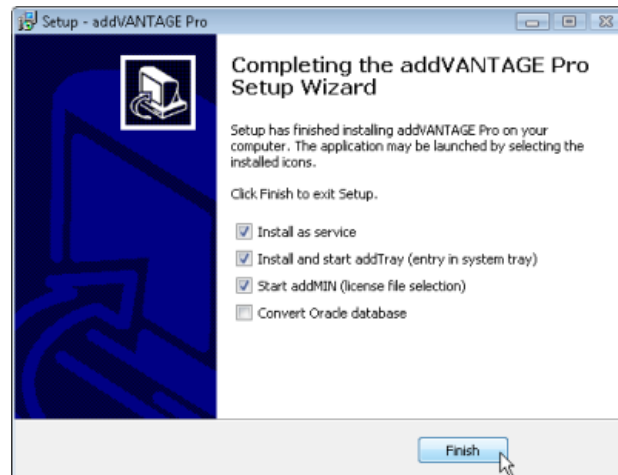 Setup - addVANTAGE Pro
Completing the addVANTAGE Pro
Setup Wizard
Setup has finished installing addVANTAGE Pro on your
computer. The application may be launched by selecting the
installed icons.
Click Finish to exit Setup.
Install as service
Install and start addTray (entry in system tray)
Start addMIN (license file selection)
Convert Oracle database
Finish